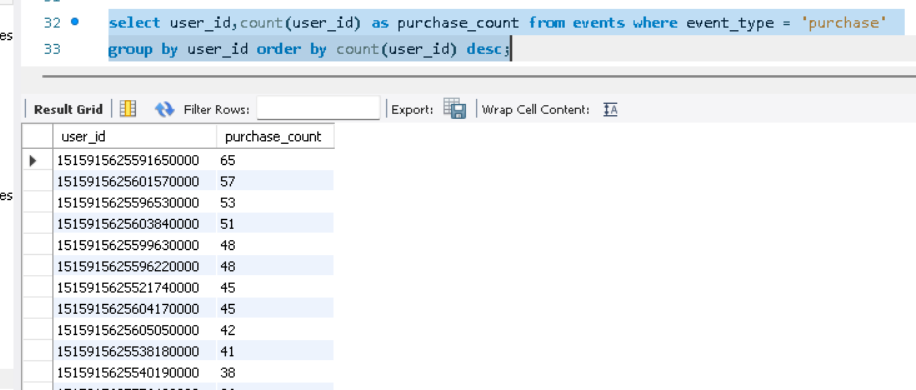 es
32 select user_id,count(user_id) as purchase_count from events where event_type = 'purchase'
33 group by user_id order by count(user_id) desc;
Result Grid Filter Rows: Export: Wrap Cell Content: IA
user_id purchase_count
1515915625591650000 65
1515915625601570000 57
es
1515915625596530000 53
1515915625603840000 51
1515915625599630000 48
1515915625596220000 48
1515915625521740000 45
1515915625604170000 45
1515915625605050000 42
1515915625538180000 41
1515915625540190000 38